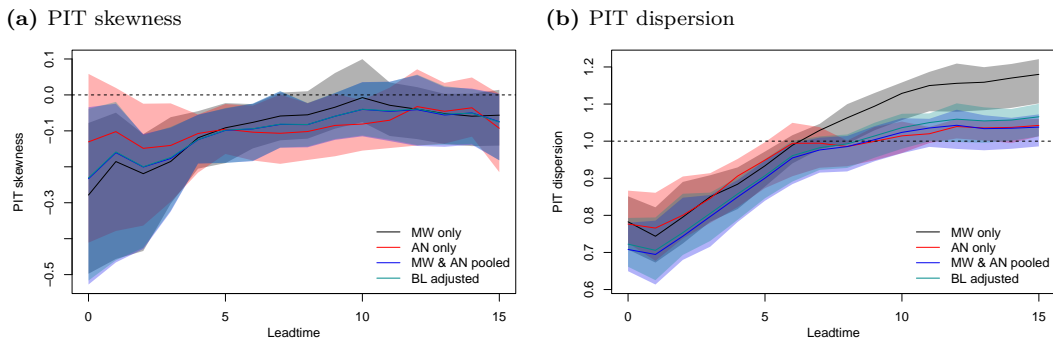 (a) PIT skewness
PIT skewness
0.1
0.0
−0.1
−0.3
−0.5
MW only
AN only
MW & AN pooled
BL adjusted
0
5
10
15
Leadtime
(b) PIT dispersion
PIT dispersion
1.2
1.1
1.0
0.9
0.8
0.7
0.6
MW only
AN only
MW & AN pooled
BL adjusted
0
5
10
15
Leadtime